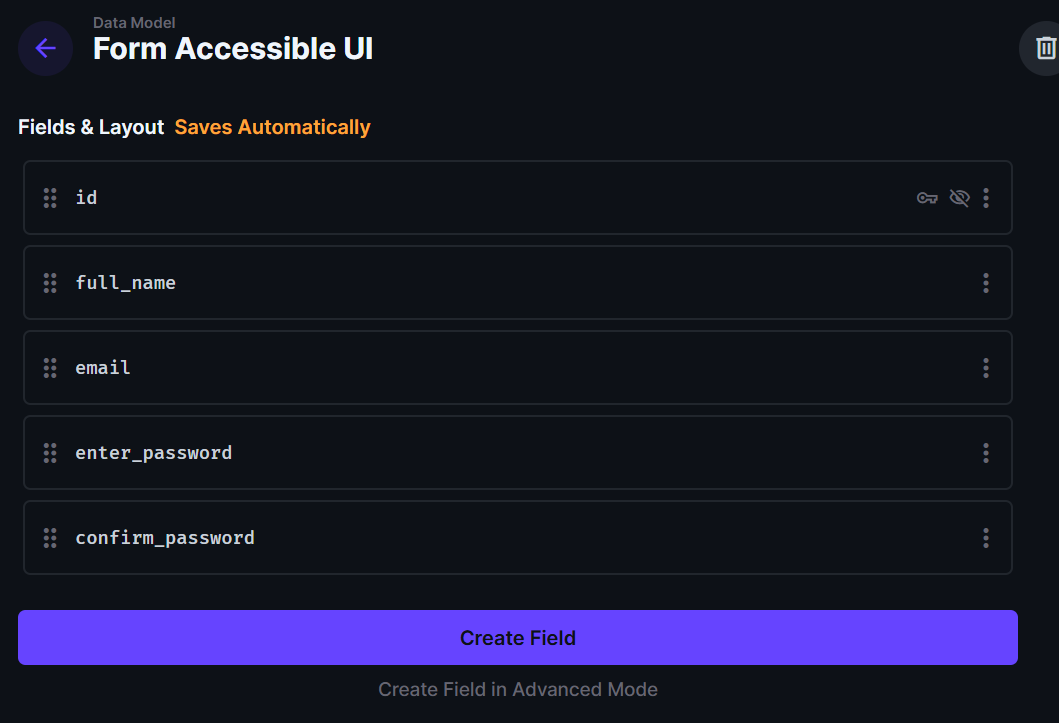 Data Model
Form Accessible UI
Fields & Layout Saves Automatically
id
full_name
email
enter_password
confirm_password
Create Field
Create Field in Advanced Mode